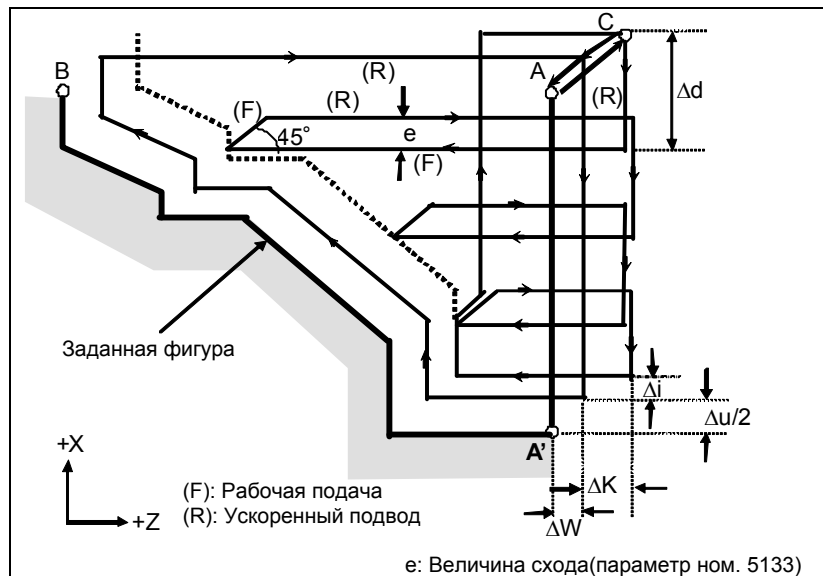 C
(R)
B
A
(R)
(F)
(R)
Δd
45°
e
(F)
Заданная фигура
Δi
Δu/2
+X
A'
(F): Рабочая подача
ΔK
(R): Ускоренный подвод
+Z
ΔW
e: Величина схода(параметр ном. 5133)